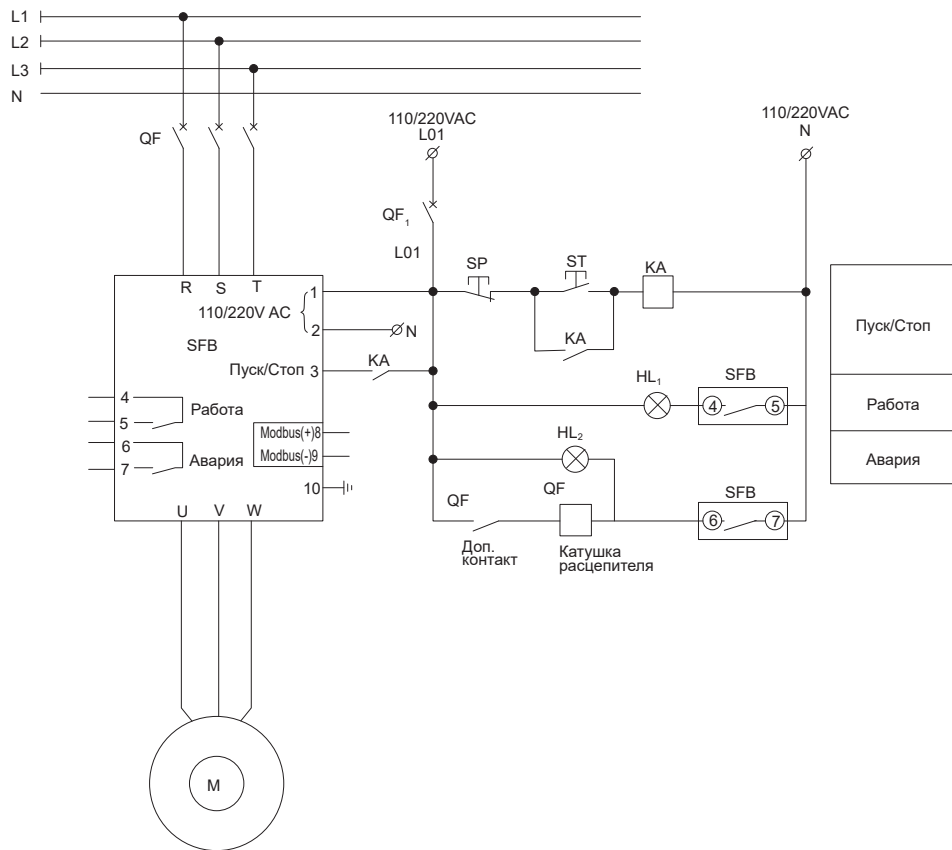 L1
L2
L3
N
110/220VAC
L01
110/220VAC
N
QF
QF₁
L01
SP
ST
KA
R S T
1
110/220V AC
2
N
SFB
KA
Пуск/Стоп 3
KA
Пуск/Стоп
HL₁
SFB
4
5
Работа
4
Работа
5
6
Авария
7
Modbus(+)8
Modbus(-)9
HL₂
Авария
10
QF
QF
SFB
6
7
Доп.
контакт
Катушка
расцепителя
U V W
M